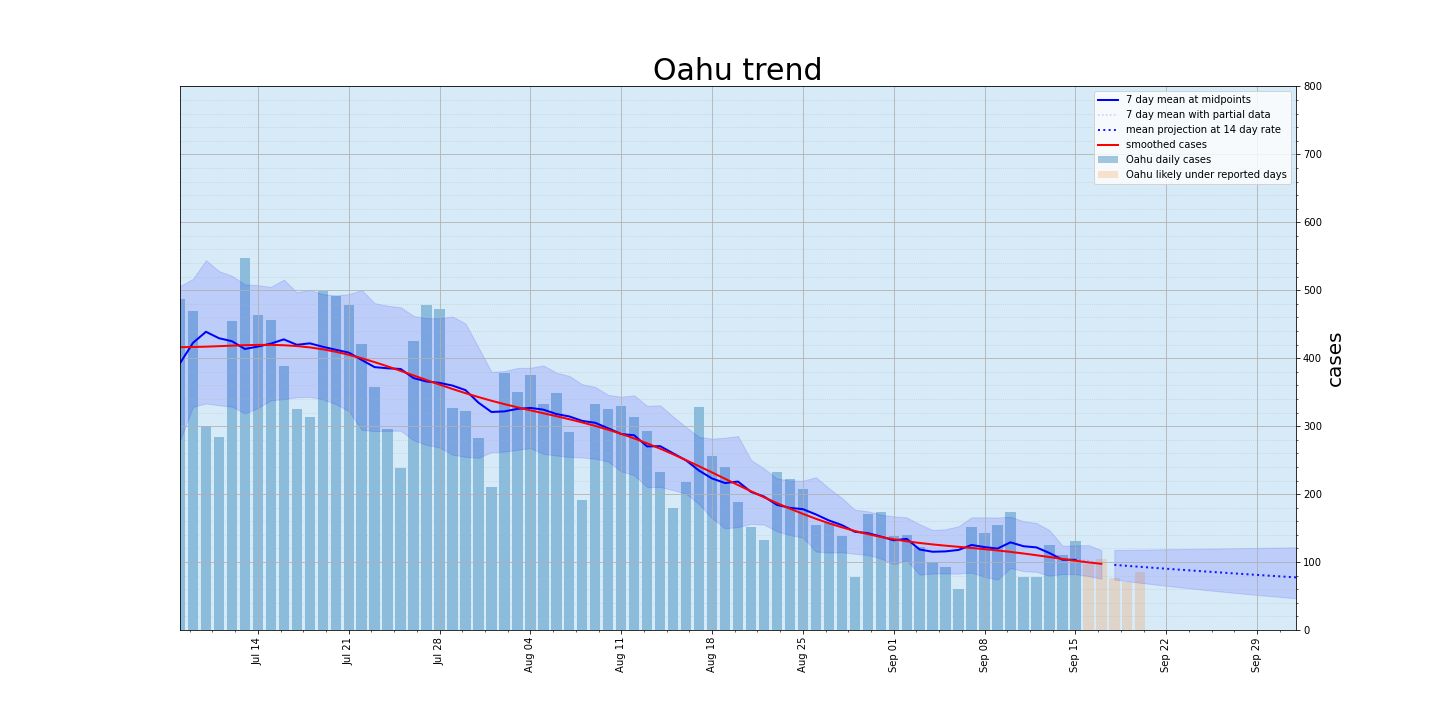 Oahu trend
7 day mean at midpoints
7 day mean with partial data
mean projection at 14 day rate
smoothed cases
Oahu daily cases
Oahu likely under reported days
800
700
600
500
400
300
200
100
0
cases
Jul 14
Jul 21
Jul 28
Aug 04
Aug 11
Aug 18
Aug 25
Sep 01
Sep 08
Sep 15
Sep 22
Sep 29